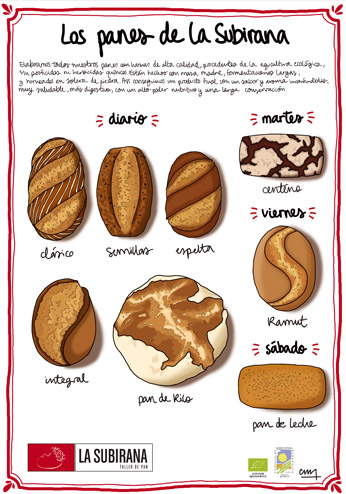 Los panes de la Subirana
Elaboramos todos nuestros panes con harinas de alta calidad, procedentes de la agricultura ecológica,
sin pesticidas ni herbicidas químicos. Están hechos con masa madre, fermentaciones largas,
y horneados en solera de piedra. Así conseguimos un producto final con un sabor y aroma inconfundibles,
muy saludable, más digestivo, con un alto poder nutritivo y una larga conservación
diario
martes
clásico
semillas
espelta
centeno
viernes
Kamut
integral
pan de Kilo
sábado
pan de leche
LA SUBIRANA
TALLER DE PAN